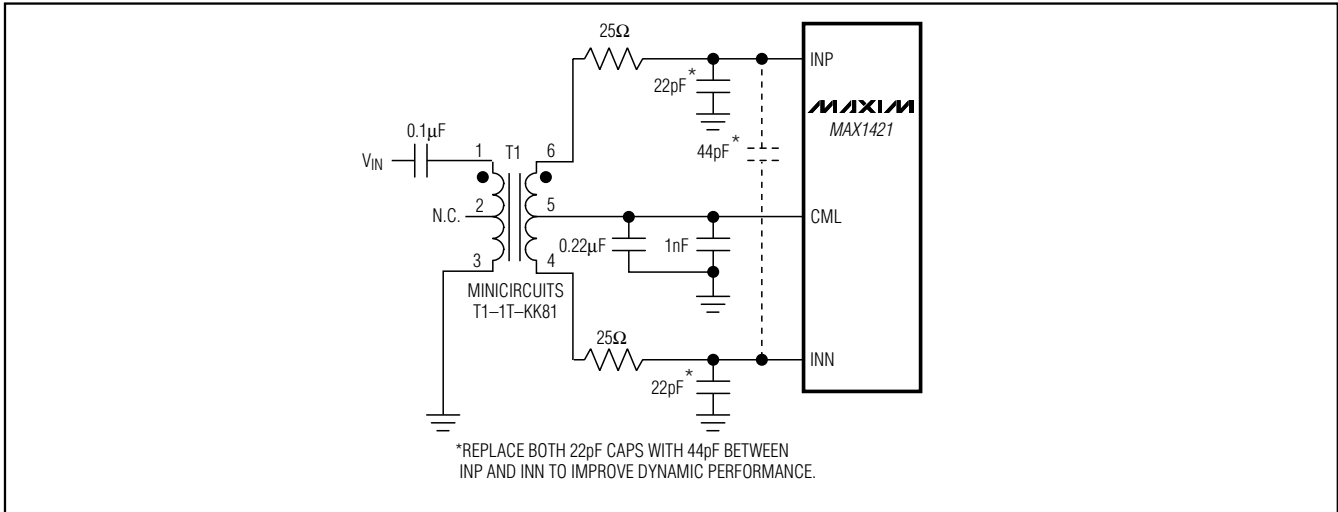 25Ω
INP
22pF*
MAXIM
MAX1421
0.1μF
44pF*
1 T1 6
VIN
2 5
N.C.
CML
0.22μF 1nF
3 4
MINICIRCUITS
T1–1T–KK81
25Ω
INN
22pF*
*REPLACE BOTH 22pF CAPS WITH 44pF BETWEEN
INP AND INN TO IMPROVE DYNAMIC PERFORMANCE.